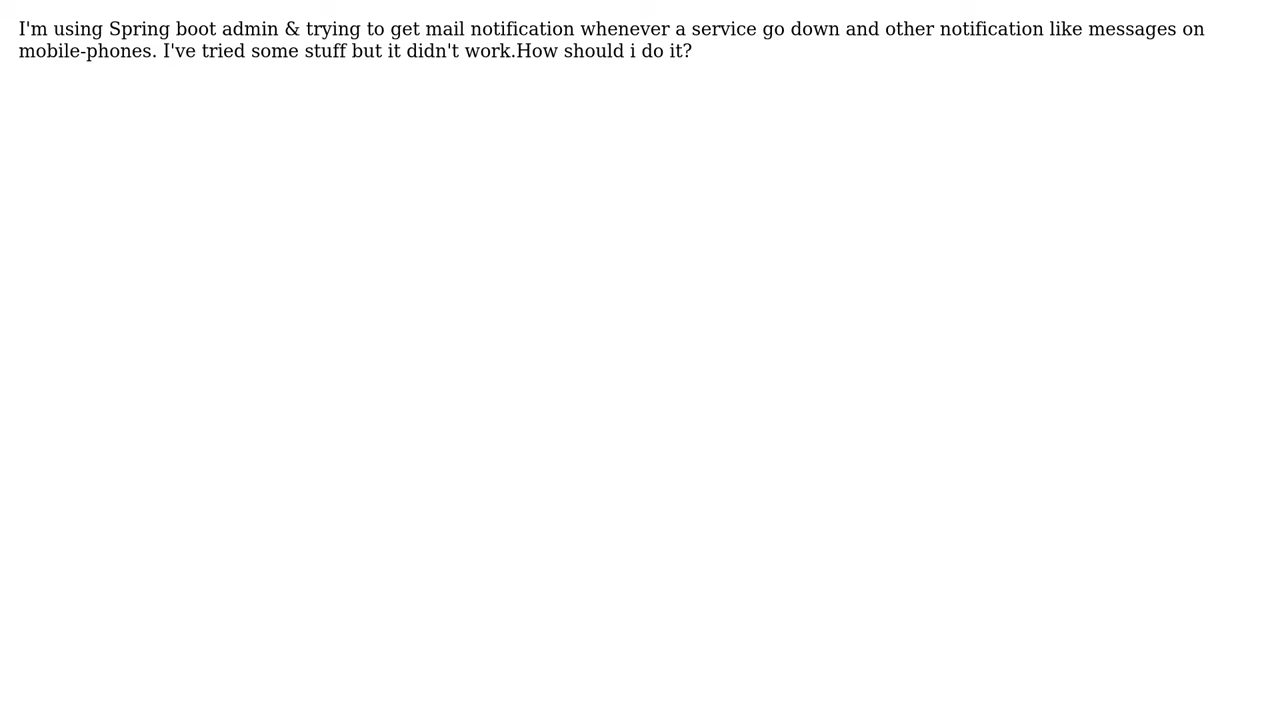 I'm using Spring boot admin & trying to get mail notification whenever a service go down and other notification like messages on
mobile-phones. I've tried some stuff but it didn't work.How should i do it?